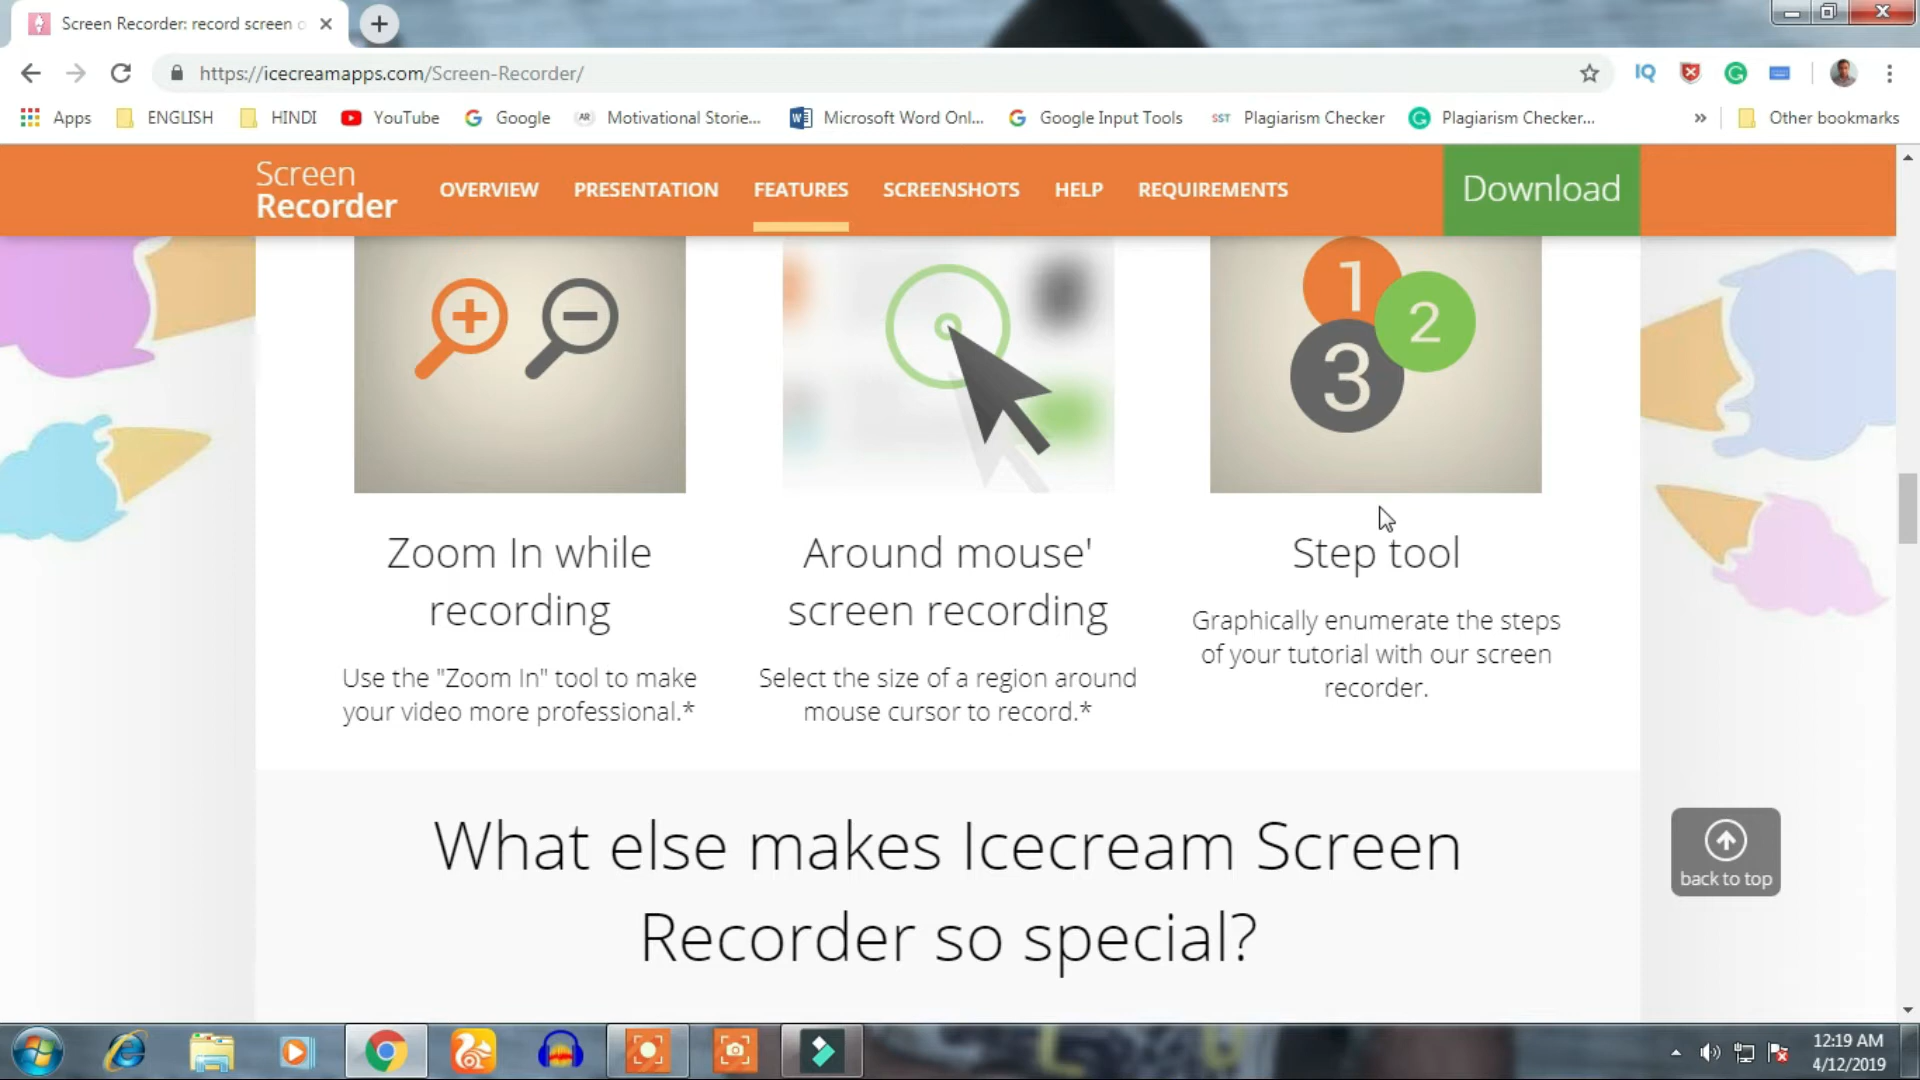 Screen Recorder: record screen o
https://icecreamapps.com/Screen-Recorder/
IQ
Apps ENGLISH HINDI YouTube Google AR Motivational Storie... Microsoft Word Onl... Google Input Tools SST Plagiarism Checker Plagiarism Checker... » Other bookmarks
Screen
Recorder
OVERVIEW PRESENTATION FEATURES SCREENSHOTS HELP REQUIREMENTS Download
1
2
3
Zoom In while
recording
Use the "Zoom In" tool to make
your video more professional.*
Around mouse'
screen recording
Select the size of a region around
mouse cursor to record.*
Step tool
Graphically enumerate the steps
of your tutorial with our screen
recorder.
What else makes Icecream Screen
Recorder so special?
back to top
12:19 AM
4/12/2019